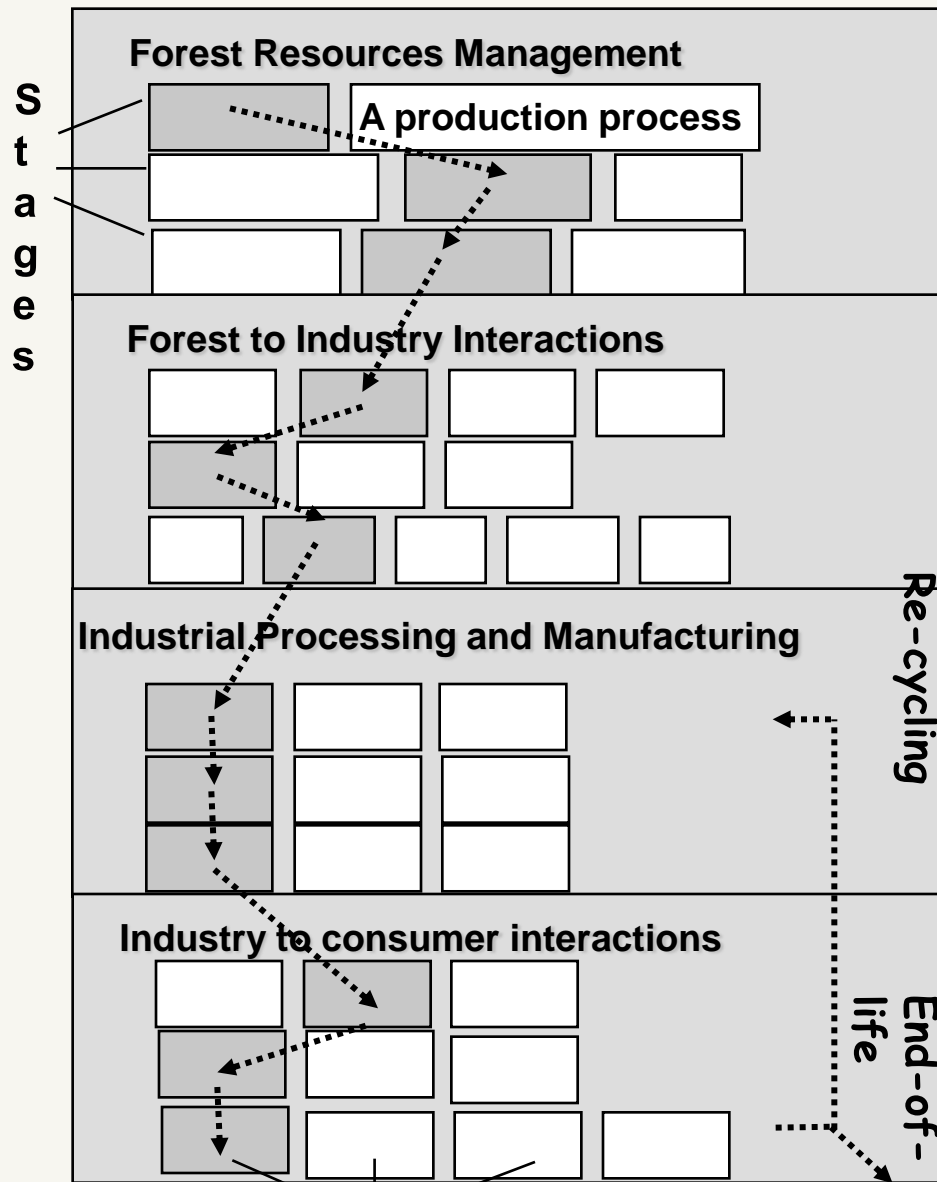 Forest Resources Management
Stages
A production process
Forest to Industry Interactions
Industrial Processing and Manufacturing
Re-cycling
Industry to consumer interactions
End-of-
life